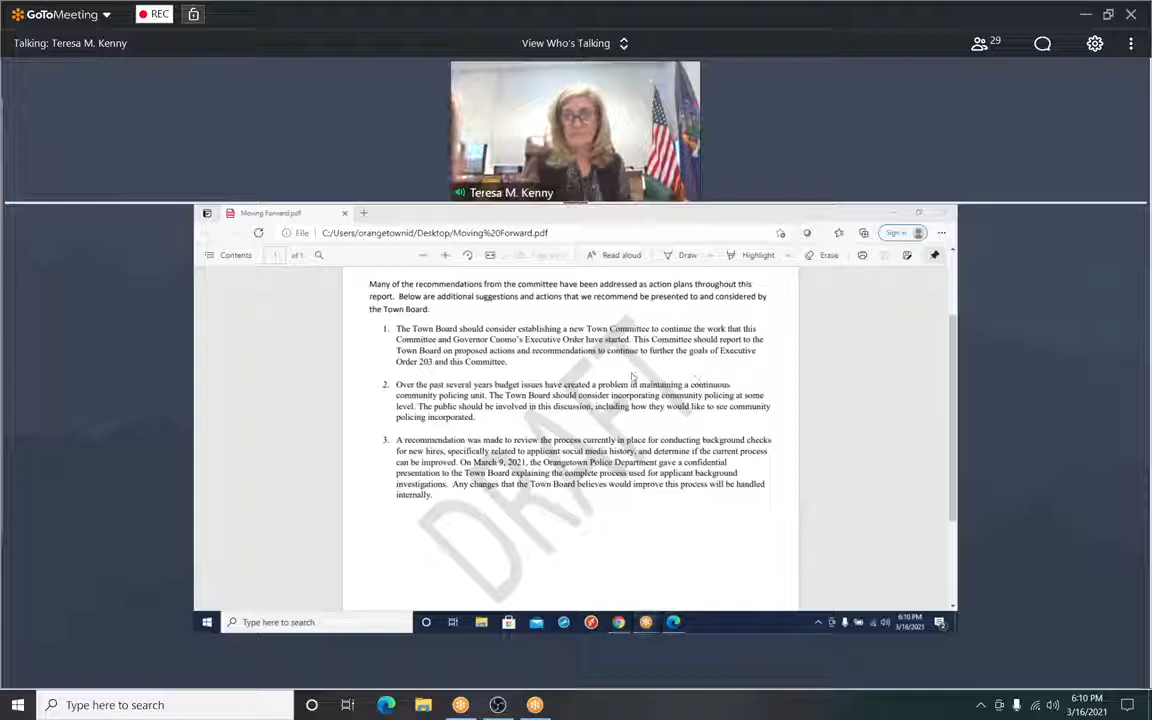 GoToMeeting
REC
Talking: Teresa M. Kenny
View Who's Talking
29
Teresa M. Kenny
Moving Forward.pdf
File C:/Users/orangetownid/Desktop/Moving%20Forward.pdf
Sign in
Contents
1 of 1
Read aloud
Draw
Highlight
Erase
Many of the recommendations from the committee have been addressed as action plans throughout this
report. Below are additional suggestions and actions that we recommend be presented to and considered by
the Town Board.
1. The Town Board should consider establishing a new Town Committee to continue the work that this
Committee and Governor Cuomo's Executive Order have started. This Committee should report to the
Town Board on proposed actions and recommendations to continue to further the goals of Executive
Order 203 and this Committee.
2. Over the past several years budget issues have created a problem in maintaining a continuous
community policing unit. The Town Board should consider incorporating community policing at some
level. The public should be involved in this discussion, including how they would like to see community
policing incorporated.
3. A recommendation was made to review the process currently in place for conducting background checks
for new hires, specifically related to applicant social media history, and determine if the current process
can be improved. On March 9, 2021, the Orangetown Police Department gave a confidential
presentation to the Town Board explaining the complete process used for applicant background
investigations. Any changes that the Town Board believes would improve this process will be handled
internally.
DRAFT
Type here to search
6:10 PM
3/16/2021
Type here to search
6:10 PM
3/16/2021